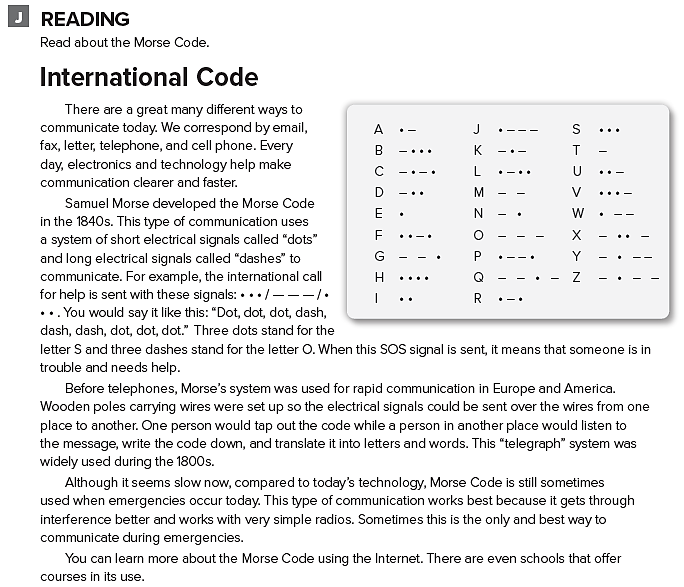 J READING
Read about the Morse Code.
International Code
There are a great many different ways to
communicate today. We correspond by email,
fax, letter, telephone, and cell phone. Every
day, electronics and technology help make
communication clearer and faster.
Samuel Morse developed the Morse Code
in the 1840s. This type of communication uses
a system of short electrical signals called “dots”
and long electrical signals called “dashes” to
communicate. For example, the international call
for help is sent with these signals: • • • / — — — / •
• • . You would say it like this: “Dot, dot, dot, dash,
dash, dash, dot, dot, dot.” Three dots stand for the
letter S and three dashes stand for the letter O. When this SOS signal is sent, it means that someone is in
trouble and needs help.
Before telephones, Morse’s system was used for rapid communication in Europe and America.
Wooden poles carrying wires were set up so the electrical signals could be sent over the wires from one
place to another. One person would tap out the code while a person in another place would listen to
the message, write the code down, and translate it into letters and words. This “telegraph” system was
widely used during the 1800s.
Although it seems slow now, compared to today’s technology, Morse Code is still sometimes
used when emergencies occur today. This type of communication works best because it gets through
interference better and works with very simple radios. Sometimes this is the only and best way to
communicate during emergencies.
You can learn more about the Morse Code using the Internet. There are even schools that offer
courses in its use.
A • – J • – – – S • • •
B – • • • K – • – T –
C – • – • L • – • • U • • –
D – • • M – – V • • • –
E • N – • W • – –
F • • – • O – – – X – • • –
G – – • P • – – • Y – • – –
H • • • • Q – – • – Z – • – –
I • • R • – •